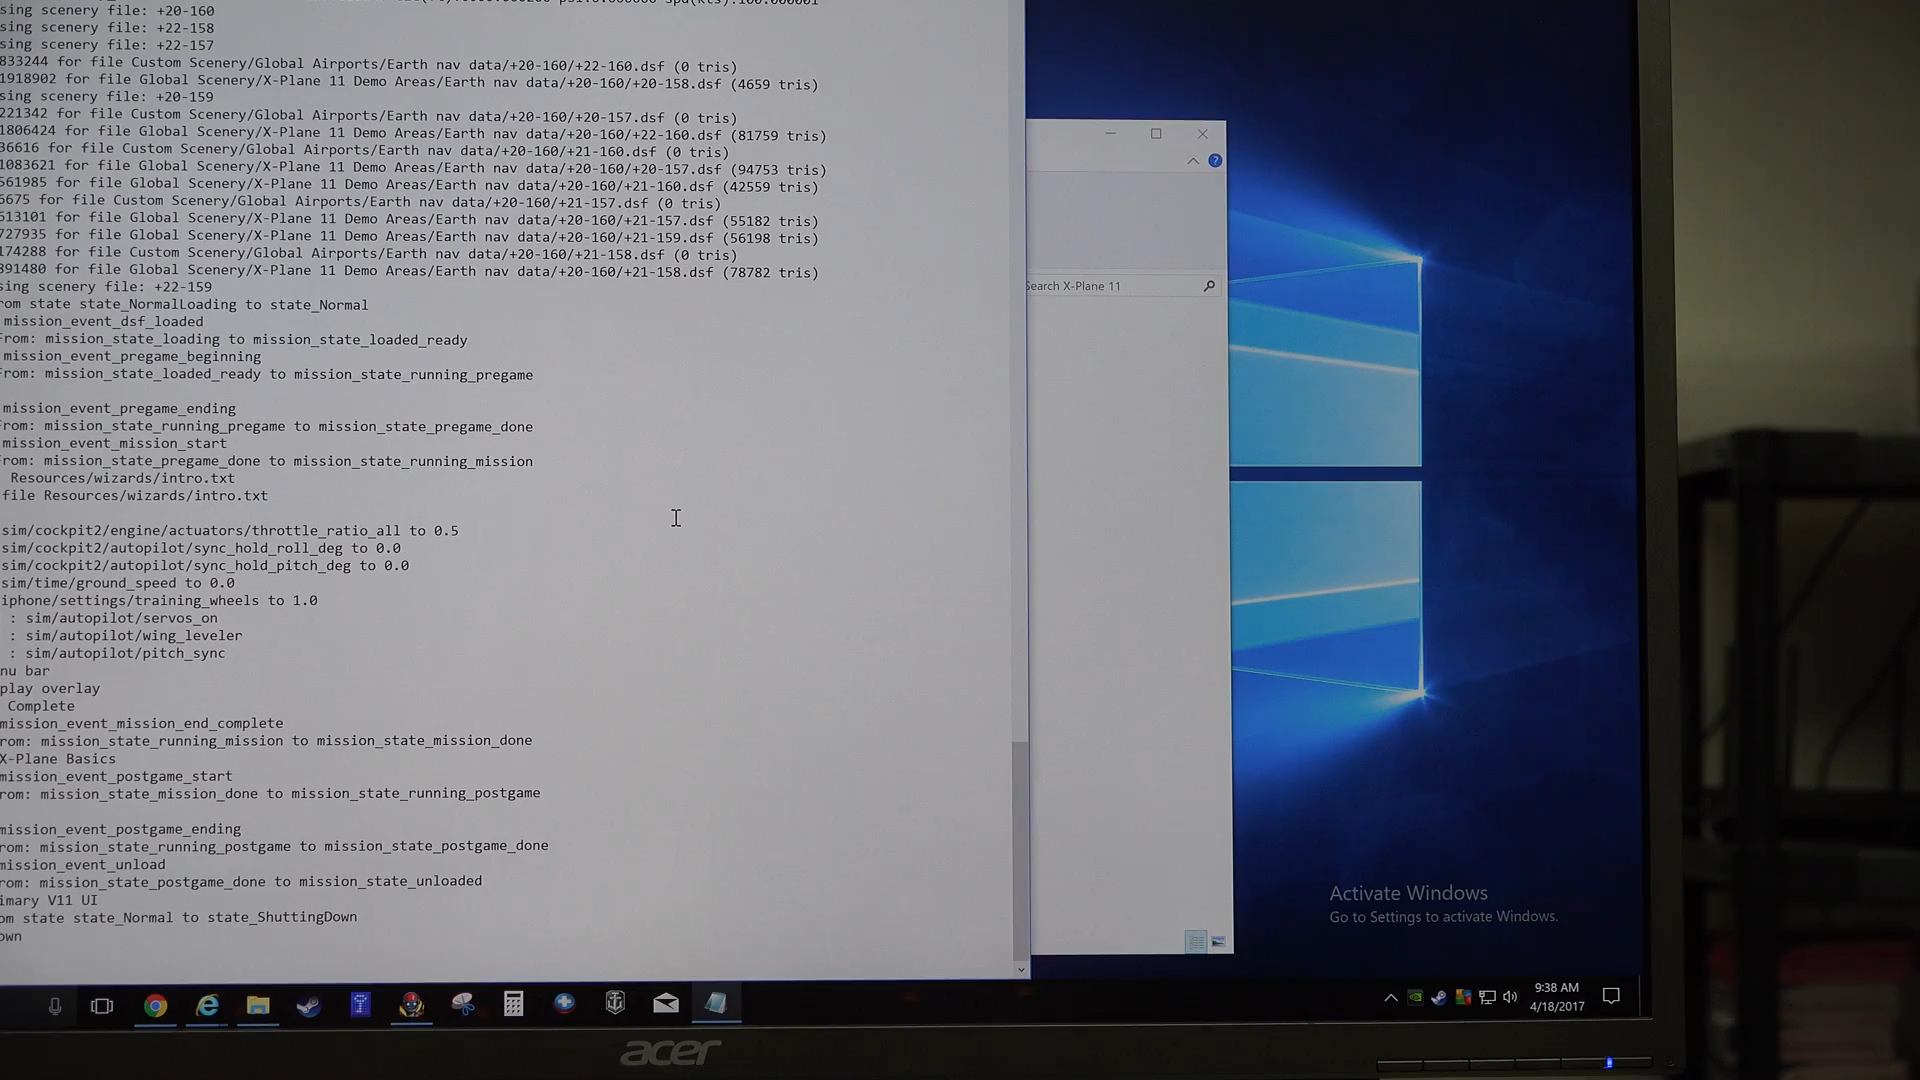 sing scenery file: +20-160
sing scenery file: +22-158
sing scenery file: +22-157
833244 for file Custom Scenery/Global Airports/Earth nav data/+20-160/+22-160.dsf (0 tris)
1918902 for file Global Scenery/X-Plane 11 Demo Areas/Earth nav data/+20-160/+20-158.dsf (4659 tris)
sing scenery file: +20-159
221342 for file Custom Scenery/Global Airports/Earth nav data/+20-160/+20-157.dsf (0 tris)
1806424 for file Global Scenery/X-Plane 11 Demo Areas/Earth nav data/+20-160/+22-160.dsf (81759 tris)
36616 for file Custom Scenery/Global Airports/Earth nav data/+20-160/+21-160.dsf (0 tris)
1083621 for file Global Scenery/X-Plane 11 Demo Areas/Earth nav data/+20-160/+20-157.dsf (94753 tris)
561985 for file Global Scenery/X-Plane 11 Demo Areas/Earth nav data/+20-160/+21-160.dsf (42559 tris)
6675 for file Custom Scenery/Global Airports/Earth nav data/+20-160/+21-157.dsf (0 tris)
513101 for file Global Scenery/X-Plane 11 Demo Areas/Earth nav data/+20-160/+21-157.dsf (55182 tris)
727935 for file Global Scenery/X-Plane 11 Demo Areas/Earth nav data/+20-160/+21-159.dsf (56198 tris)
174288 for file Custom Scenery/Global Airports/Earth nav data/+20-160/+21-158.dsf (0 tris)
891480 for file Global Scenery/X-Plane 11 Demo Areas/Earth nav data/+20-160/+21-158.dsf (78782 tris)
sing scenery file: +22-159
rom state state_NormalLoading to state_Normal
mission_event_dsf_loaded
From: mission_state_loading to mission_state_loaded_ready
mission_event_pregame_beginning
From: mission_state_loaded_ready to mission_state_running_pregame
mission_event_pregame_ending
From: mission_state_running_pregame to mission_state_pregame_done
mission_event_mission_start
From: mission_state_pregame_done to mission_state_running_mission
Resources/wizards/intro.txt
file Resources/wizards/intro.txt
sim/cockpit2/engine/actuators/throttle_ratio_all to 0.5
sim/cockpit2/autopilot/sync_hold_roll_deg to 0.0
sim/cockpit2/autopilot/sync_hold_pitch_deg to 0.0
sim/time/ground_speed to 0.0
iphone/settings/training_wheels to 1.0
: sim/autopilot/servos_on
: sim/autopilot/wing_leveler
: sim/autopilot/pitch_sync
nu bar
play overlay
Complete
mission_event_mission_end_complete
rom: mission_state_running_mission to mission_state_mission_done
X-Plane Basics
mission_event_postgame_start
rom: mission_state_mission_done to mission_state_running_postgame
mission_event_postgame_ending
rom: mission_state_running_postgame to mission_state_postgame_done
mission_event_unload
rom: mission_state_postgame_done to mission_state_unloaded
imary V11 UI
om state state_Normal to state_ShuttingDown
own
Search X-Plane 11
Activate Windows
Go to Settings to activate Windows.
9:38 AM
4/18/2017
acer